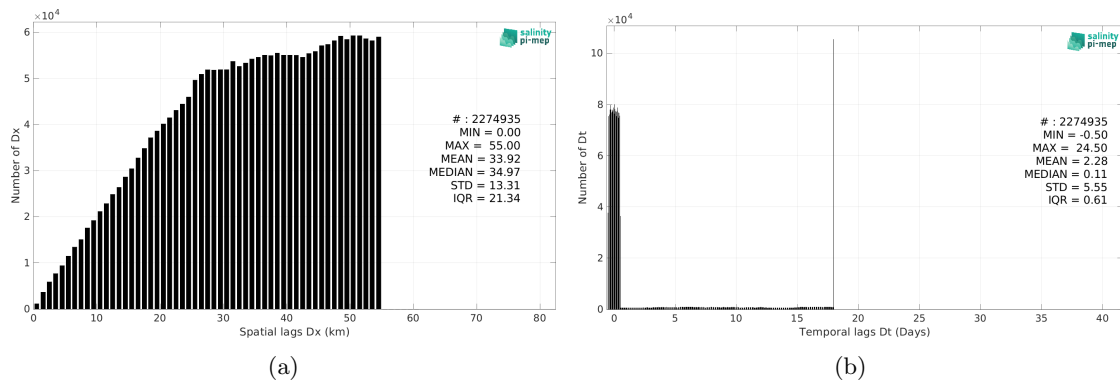 ×10⁴
6
5
4
3
2
1
0
Number of Dx
0 10 20 30 40 50 60 70 80
Spatial lags Dx (km)
salinity
pi-mep
# : 2274935
MIN = 0.00
MAX = 55.00
MEAN = 33.92
MEDIAN = 34.97
STD = 13.31
IQR = 21.34
(a)
×10⁴
10
8
6
4
2
0
Number of Dt
0 5 10 15 20 25 30 35 40
Temporal lags Dt (Days)
salinity
pi-mep
# : 2274935
MIN = -0.50
MAX = 24.50
MEAN = 2.28
MEDIAN = 0.11
STD = 5.55
IQR = 0.61
(b)